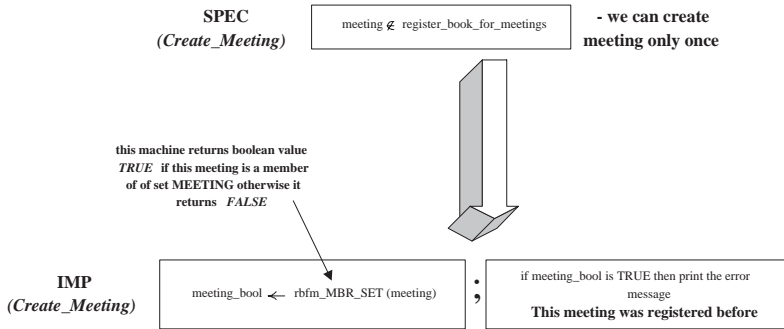 SPEC
(Create_Meeting)
meeting ∉ register_book_for_meetings
- we can create
meeting only once
this machine returns boolean value
TRUE if this meeting is a member
of of set MEETING otherwise it
returns FALSE
IMP
(Create_Meeting)
meeting_bool ← rbfm_MBR_SET (meeting)
;
if meeting_bool is TRUE then print the error
message
This meeting was registered before